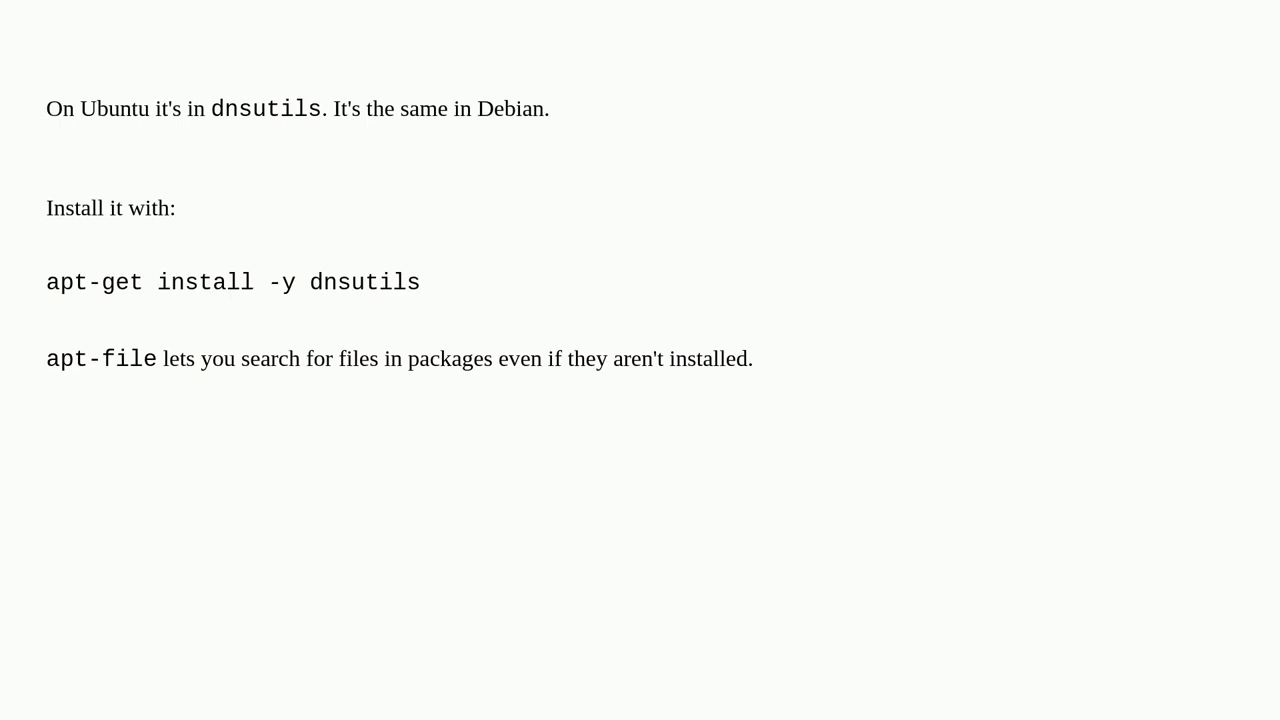 On Ubuntu it's in dnsutils. It's the same in Debian.
Install it with:
apt-get install -y dnsutils
apt-file lets you search for files in packages even if they aren't installed.